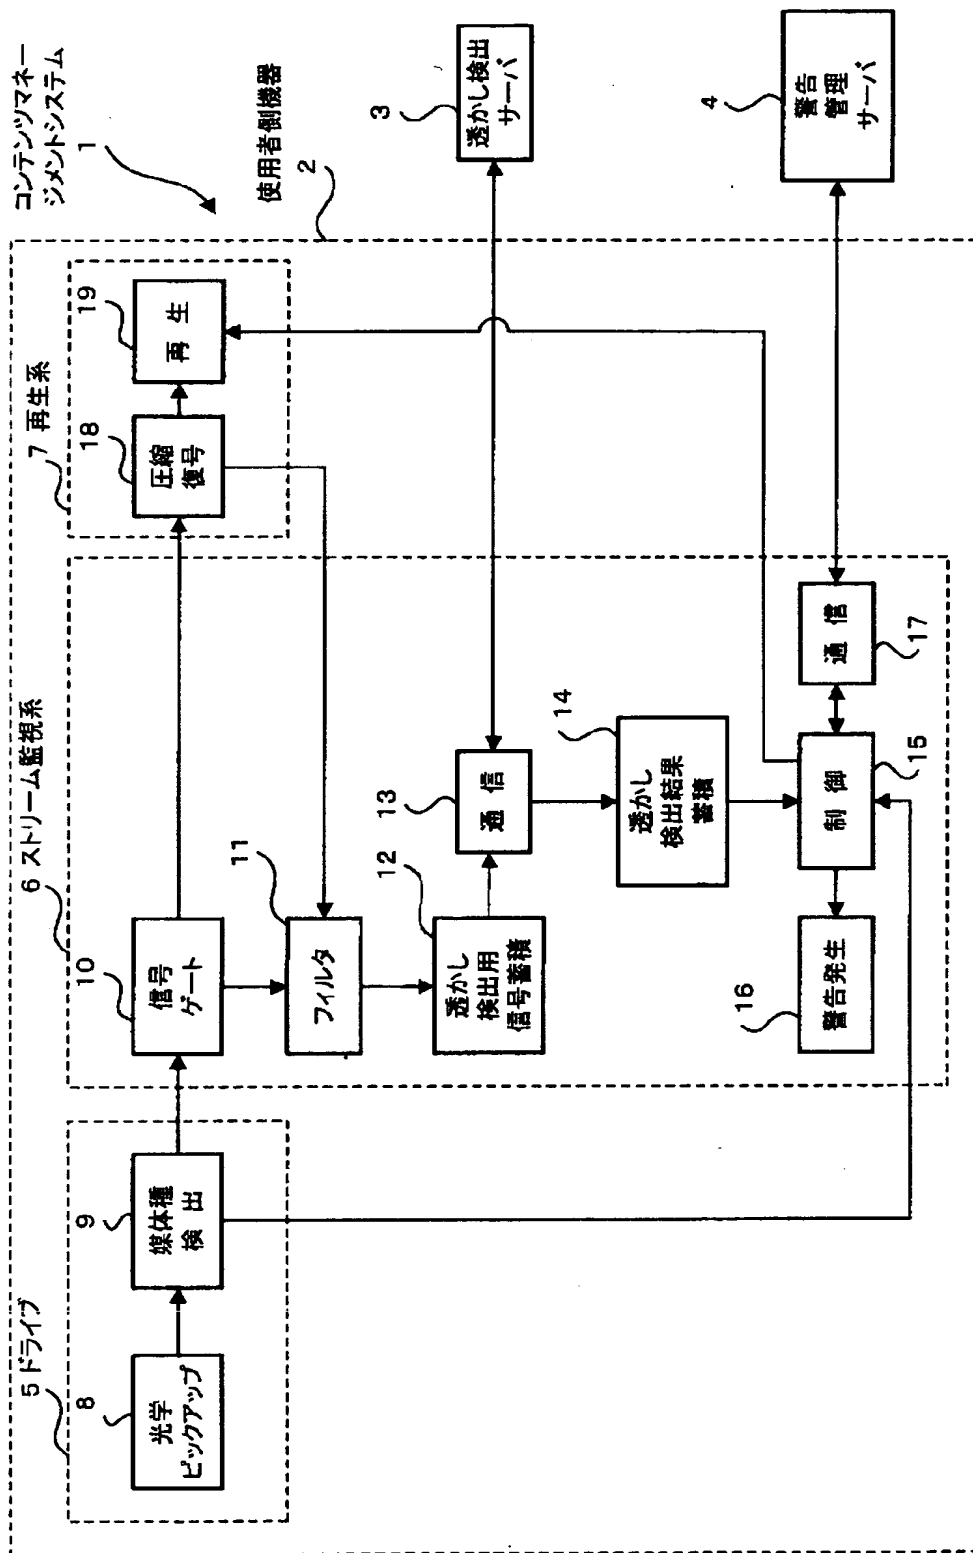 コンテンツマネー
ジメントシステム
1
使用者側機器
2
透かし検出
サーバ
3
警告
管理
サーバ
4
5 ドライブ
8
光学
ピックアップ
9
媒体種
検 出
6 ストリーム監視系
10
信号
ゲート
11
フィルタ
12
透かし
検出用
信号蓄積
13
通 信
14
透かし
検出結果
蓄積
制 御
15
16
警告発生
通 信
17
7 再生系
18
圧縮
復号
19
再 生